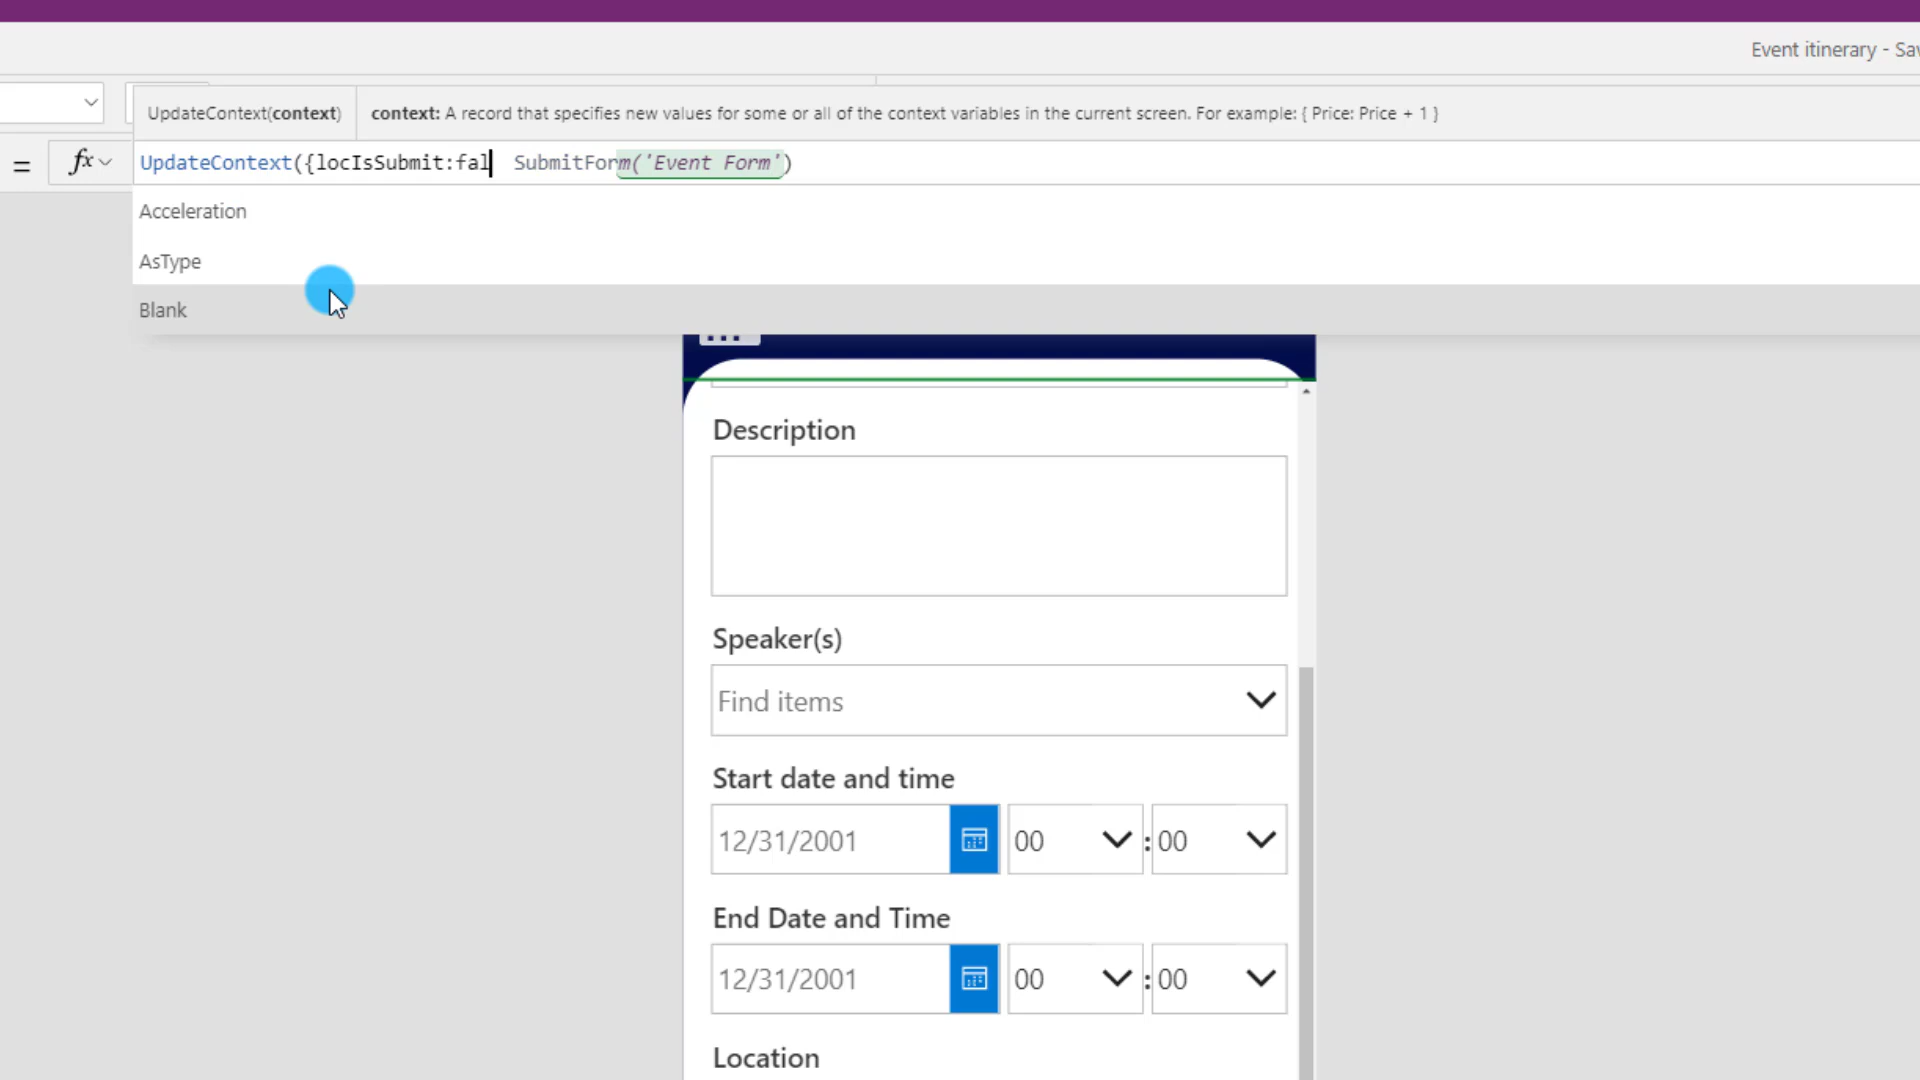 Event itinerary - Sav
UpdateContext(context)
context: A record that specifies new values for some or all of the context variables in the current screen. For example: { Price: Price + 1 }
= fx UpdateContext({locIsSubmit:fal SubmitForm('Event Form')
Acceleration
AsType
Blank
Description
Speaker(s)
Find items
Start date and time
12/31/2001 00 : 00
End Date and Time
12/31/2001 00 : 00
Location